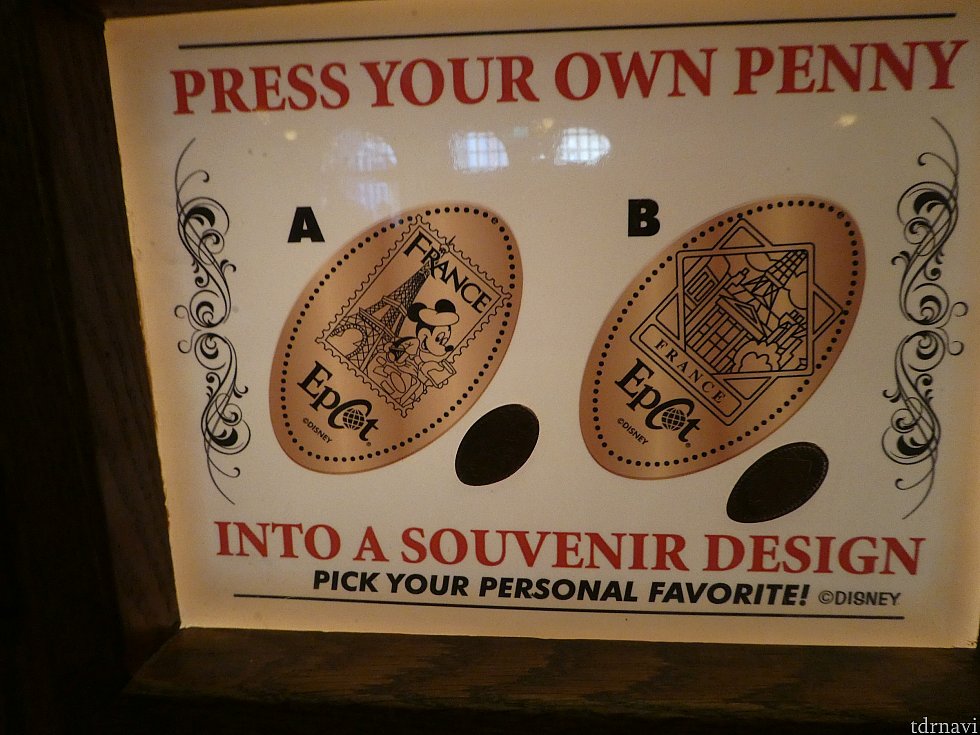 PRESS YOUR OWN PENNY
A
B
FRANCE
Epcot
©DISNEY
FRANCE
Epcot
©DISNEY
INTO A SOUVENIR DESIGN
PICK YOUR PERSONAL FAVORITE! ©DISNEY
tdrnavi